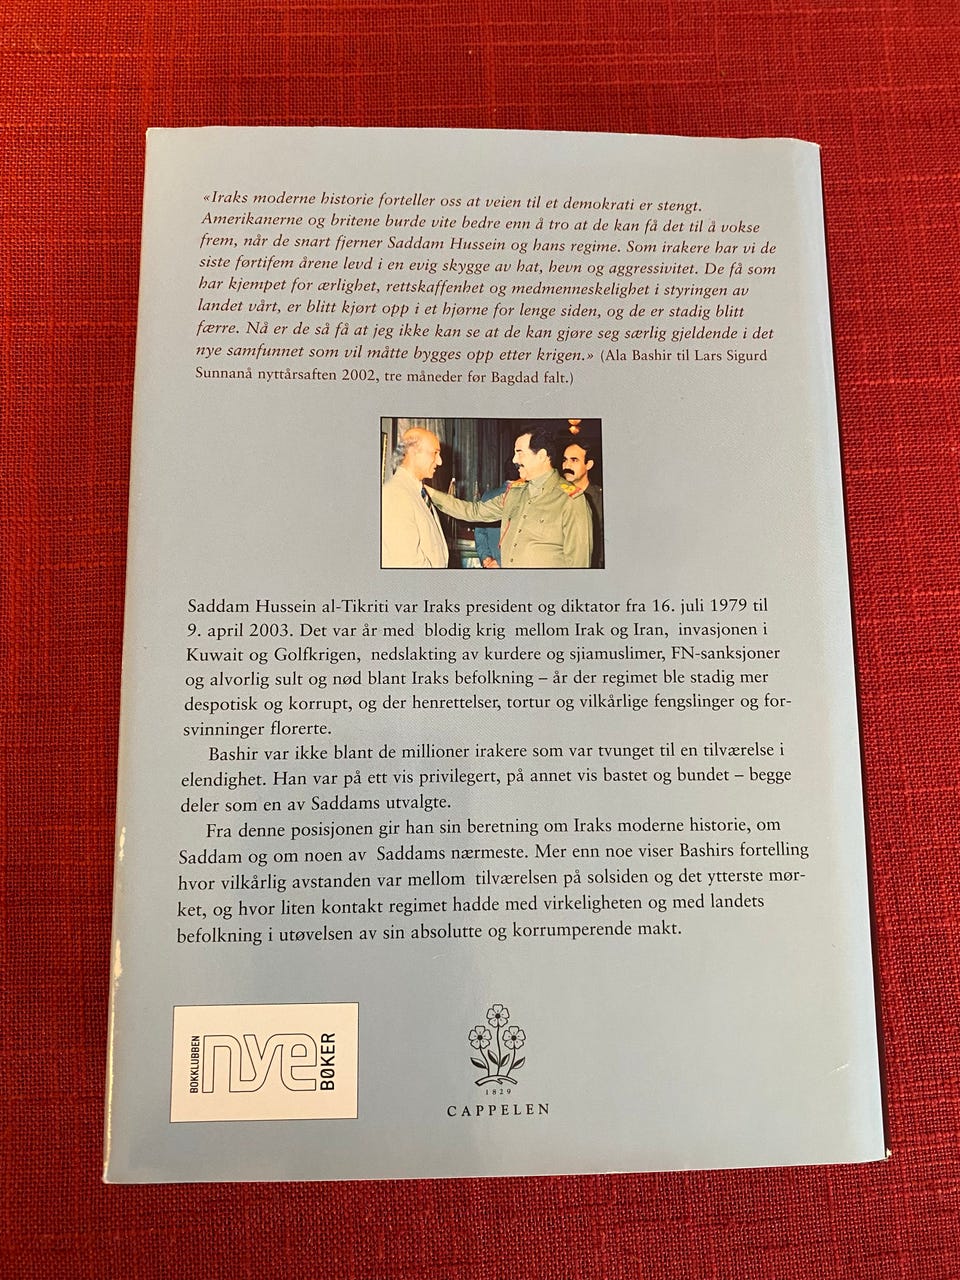 «Iraks moderne historie forteller oss at veien til et demokrati er stengt.
Amerikanerne og britene burde vite bedre enn å tro at de kan få det til å vokse
frem, når de snart fjerner Saddam Hussein og hans regime. Som irakere har vi de
siste førtifem årene levd i en evig skygge av hat, hevn og aggressivitet. De få som
har kjempet for ærlighet, rettskaffenhet og medmenneskelighet i styringen av
landet vårt, er blitt kjørt opp i et hjørne for lenge siden, og de er stadig blitt
færre. Nå er de så få at jeg ikke kan se at de kan gjøre seg særlig gjeldende i det
nye samfunnet som vil måtte bygges opp etter krigen.» (Ala Bashir til Lars Sigurd
Sunnanå nyttårsaften 2002, tre måneder før Bagdad falt.)
Saddam Hussein al-Tikriti var Iraks president og diktator fra 16. juli 1979 til
9. april 2003. Det var år med blodig krig mellom Irak og Iran, invasjonen i
Kuwait og Golfkrigen, nedslakting av kurdere og sjiamuslimer, FN-sanksjoner
og alvorlig sult og nød blant Iraks befolkning – år der regimet ble stadig mer
despotisk og korrupt, og der henrettelser, tortur og vilkårlige fengslinger og for-
svinninger florerte.
Bashir var ikke blant de millioner irakere som var tvunget til en tilværelse i
elendighet. Han var på ett vis privilegert, på annet vis bastet og bundet – begge
deler som en av Saddams utvalgte.
Fra denne posisjonen gir han sin beretning om Iraks moderne historie, om
Saddam og om noen av Saddams nærmeste. Mer enn noe viser Bashirs fortelling
hvor vilkårlig avstanden var mellom tilværelsen på solsiden og det ytterste mør-
ket, og hvor liten kontakt regimet hadde med virkeligheten og med landets
befolkning i utøvelsen av sin absolutte og korrumperende makt.
BOKKLUBBEN
nye
BØKER
1829
CAPPELEN